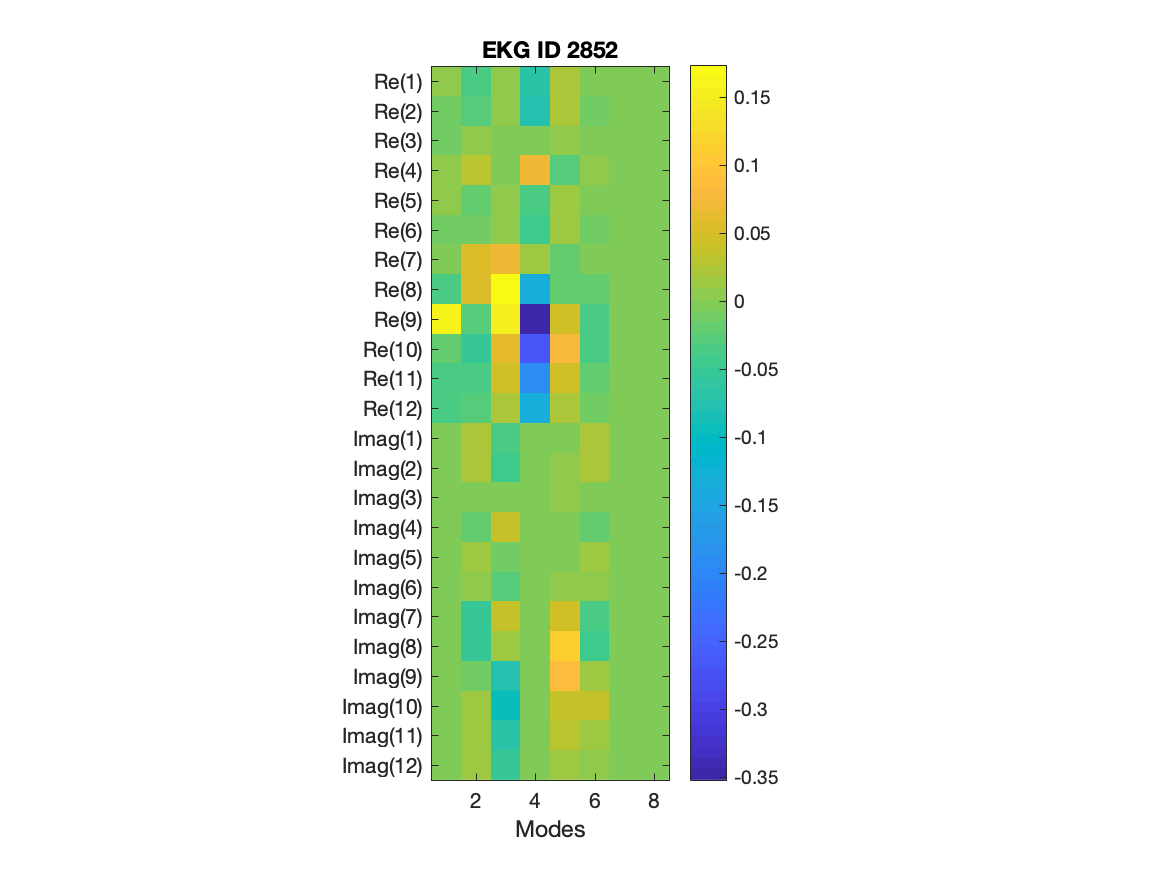 EKG ID 2852
Re(1)
Re(2)
Re(3)
Re(4)
Re(5)
Re(6)
Re(7)
Re(8)
Re(9)
Re(10)
Re(11)
Re(12)
Imag(1)
Imag(2)
Imag(3)
Imag(4)
Imag(5)
Imag(6)
Imag(7)
Imag(8)
Imag(9)
Imag(10)
Imag(11)
Imag(12)
2 4 6 8
Modes
0.15
0.1
0.05
0
-0.05
-0.1
-0.15
-0.2
-0.25
-0.3
-0.35